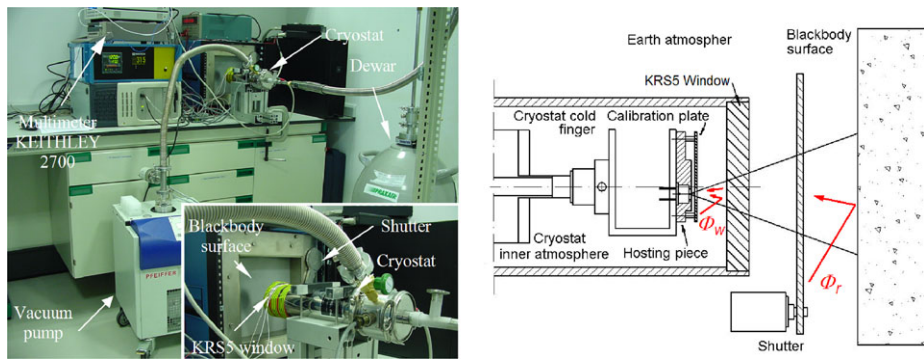 Cryostat
Dewar
Multimeter
KEITHLEY
2700
Blackbody
surface
Shutter
Cryostat
PFEIFFER
Vacuum
pump
KRS5 window
Earth atmospher
Blackbody
surface
KRS5 Window
Cryostat cold
finger
Calibration plate
Φw
Cryostat
inner atmosphere
Hosting piece
Φr
Shutter